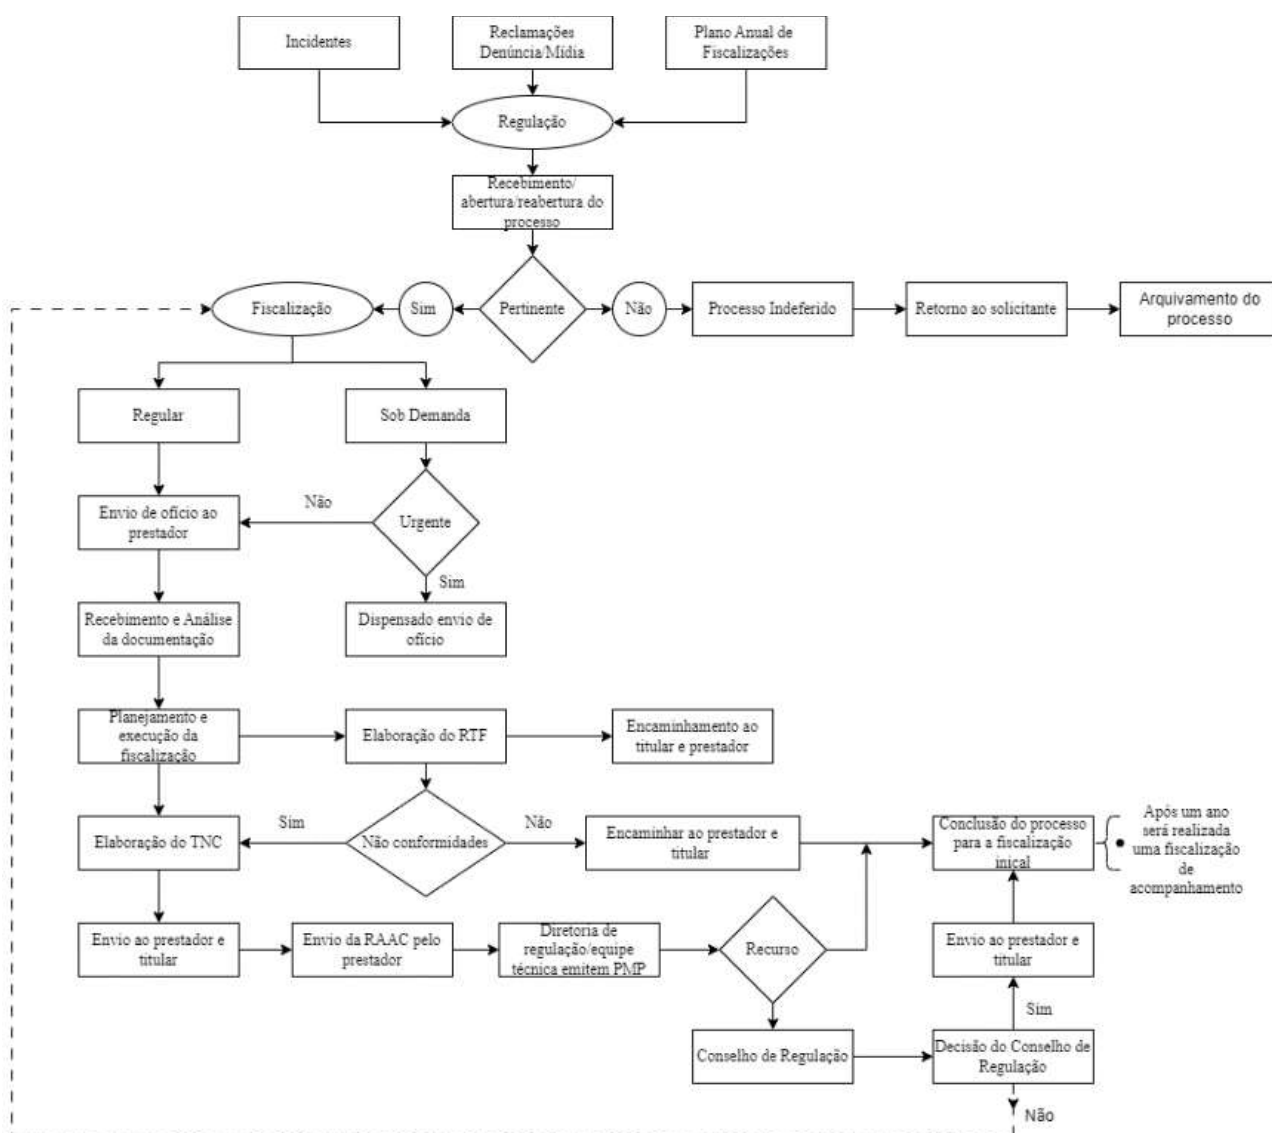 Incidentes
Reclamações
Denúncia/Mídia
Plano Anual de
Fiscalizações
Regulação
Recebimento/
abertura/reabertura do
processo
Fiscalização
Sim
Pertinente
Não
Processo Indeferido
Retorno ao solicitante
Arquivamento do
processo
Regular
Sob Demanda
Envio de ofício ao
prestador
Não
Urgente
Sim
Recebimento e Análise
da documentação
Dispensado envio de
ofício
Planejamento e
execução da
fiscalização
Elaboração do RTF
Encaminhamento ao
titular e prestador
Elaboração do TNC
Sim
Não conformidades
Não
Encaminhar ao prestador e
titular
Conclusão do processo
para a fiscalização
inical
Após um ano
será realizada
uma fiscalização
de
acompanhamento
Envio ao prestador e
titular
Envio da RAAC pelo
prestador
Diretoria de
regulação/equipe
técnica emitem PMP
Recurso
Envio ao prestador e
titular
Sim
Conselho de Regulação
Decisão do Conselho de
Regulação
Não